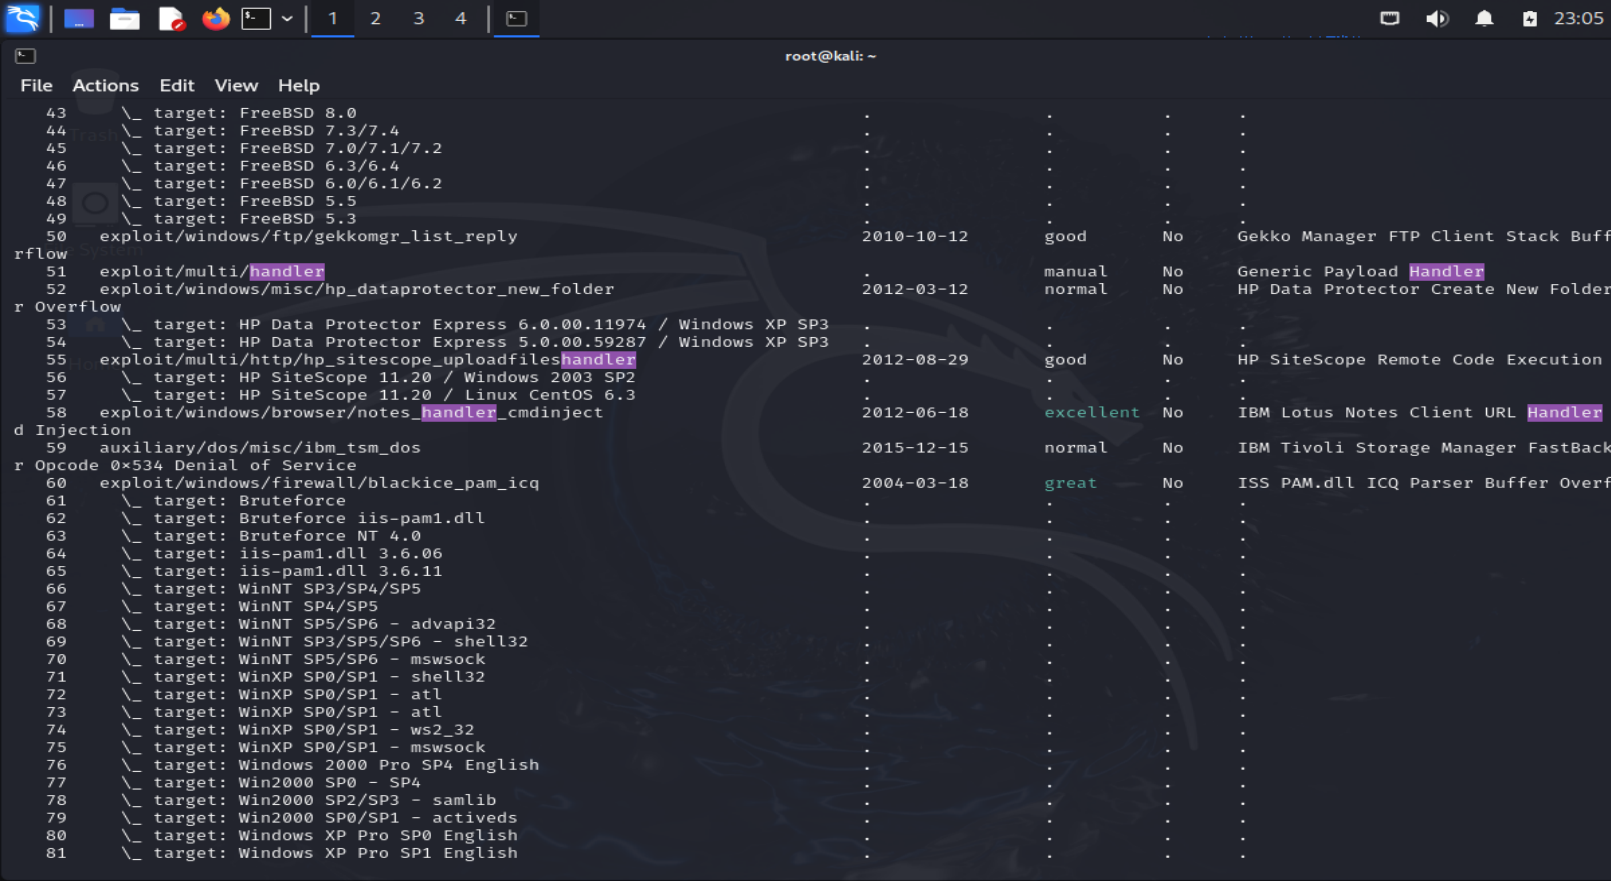 1 2 3 4 23:05
root@kali: ~
File Actions Edit View Help
43 \_ target: FreeBSD 8.0 . . . .
44 \_ target: FreeBSD 7.3/7.4 . . . .
45 \_ target: FreeBSD 7.0/7.1/7.2 . . . .
46 \_ target: FreeBSD 6.3/6.4 . . . .
47 \_ target: FreeBSD 6.0/6.1/6.2 . . . .
48 \_ target: FreeBSD 5.5 . . . .
49 \_ target: FreeBSD 5.3 . . . .
50 exploit/windows/ftp/gekkomgr_list_reply 2010-10-12 good No Gekko Manager FTP Client Stack Buff
rflow
51 exploit/multi/handler . manual No Generic Payload Handler
52 exploit/windows/misc/hp_dataprotector_new_folder 2012-03-12 normal No HP Data Protector Create New Folder
r Overflow
53 \_ target: HP Data Protector Express 6.0.00.11974 / Windows XP SP3 . . . .
54 \_ target: HP Data Protector Express 5.0.00.59287 / Windows XP SP3 . . . .
55 exploit/multi/http/hp_sitescope_uploadfileshandler 2012-08-29 good No HP SiteScope Remote Code Execution
56 \_ target: HP SiteScope 11.20 / Windows 2003 SP2 . . . .
57 \_ target: HP SiteScope 11.20 / Linux CentOS 6.3 . . . .
58 exploit/windows/browser/notes_handler_cmdinject 2012-06-18 excellent No IBM Lotus Notes Client URL Handler
d Injection
59 auxiliary/dos/misc/ibm_tsm_dos 2015-12-15 normal No IBM Tivoli Storage Manager FastBack
r Opcode 0×534 Denial of Service
60 exploit/windows/firewall/blackice_pam_icq 2004-03-18 great No ISS PAM.dll ICQ Parser Buffer Overf
61 \_ target: Bruteforce . . . .
62 \_ target: Bruteforce iis-pam1.dll . . . .
63 \_ target: Bruteforce NT 4.0 . . . .
64 \_ target: iis-pam1.dll 3.6.06 . . . .
65 \_ target: iis-pam1.dll 3.6.11 . . . .
66 \_ target: WinNT SP3/SP4/SP5 . . . .
67 \_ target: WinNT SP4/SP5 . . . .
68 \_ target: WinNT SP5/SP6 - advapi32 . . . .
69 \_ target: WinNT SP3/SP5/SP6 - shell32 . . . .
70 \_ target: WinNT SP5/SP6 - mswsock . . . .
71 \_ target: WinXP SP0/SP1 - shell32 . . . .
72 \_ target: WinXP SP0/SP1 - atl . . . .
73 \_ target: WinXP SP0/SP1 - atl . . . .
74 \_ target: WinXP SP0/SP1 - ws2_32 . . . .
75 \_ target: WinXP SP0/SP1 - mswsock . . . .
76 \_ target: Windows 2000 Pro SP4 English . . . .
77 \_ target: Win2000 SP0 - SP4 . . . .
78 \_ target: Win2000 SP2/SP3 - samlib . . . .
79 \_ target: Win2000 SP0/SP1 - activeds . . . .
80 \_ target: Windows XP Pro SP0 English . . . .
81 \_ target: Windows XP Pro SP1 English . . . .